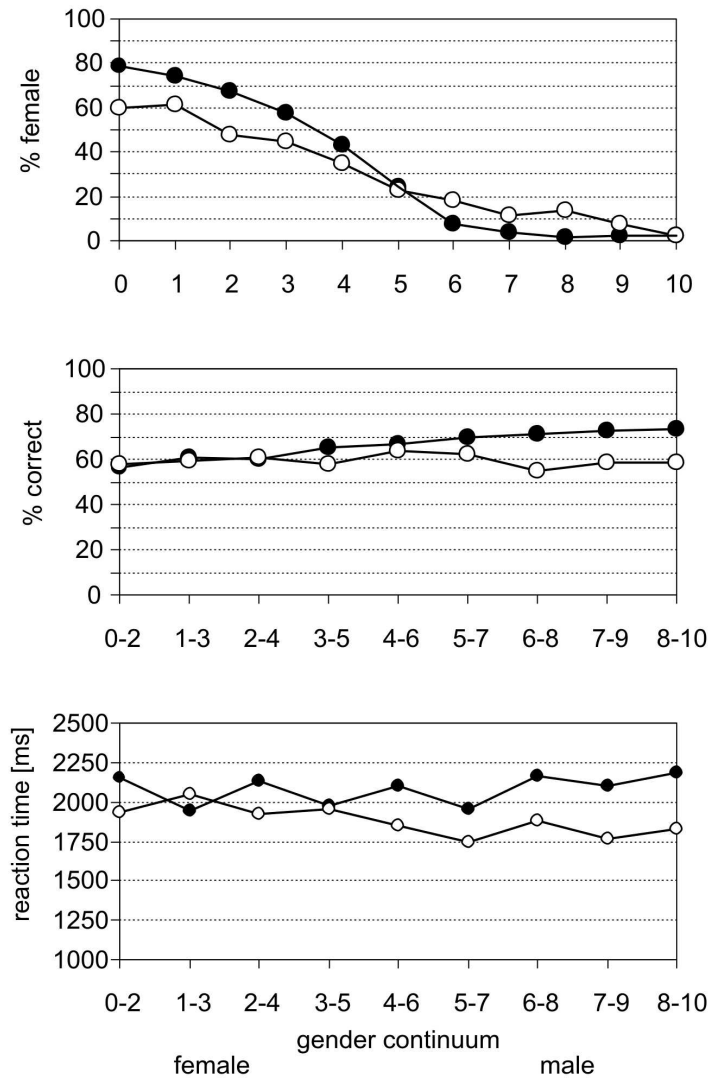 % female
100
80
60
40
20
0
0 1 2 3 4 5 6 7 8 9 10
% correct
100
80
60
40
20
0
0-2 1-3 2-4 3-5 4-6 5-7 6-8 7-9 8-10
reaction time [ms]
2500
2250
2000
1750
1500
1250
1000
0-2 1-3 2-4 3-5 4-6 5-7 6-8 7-9 8-10
gender continuum
female male